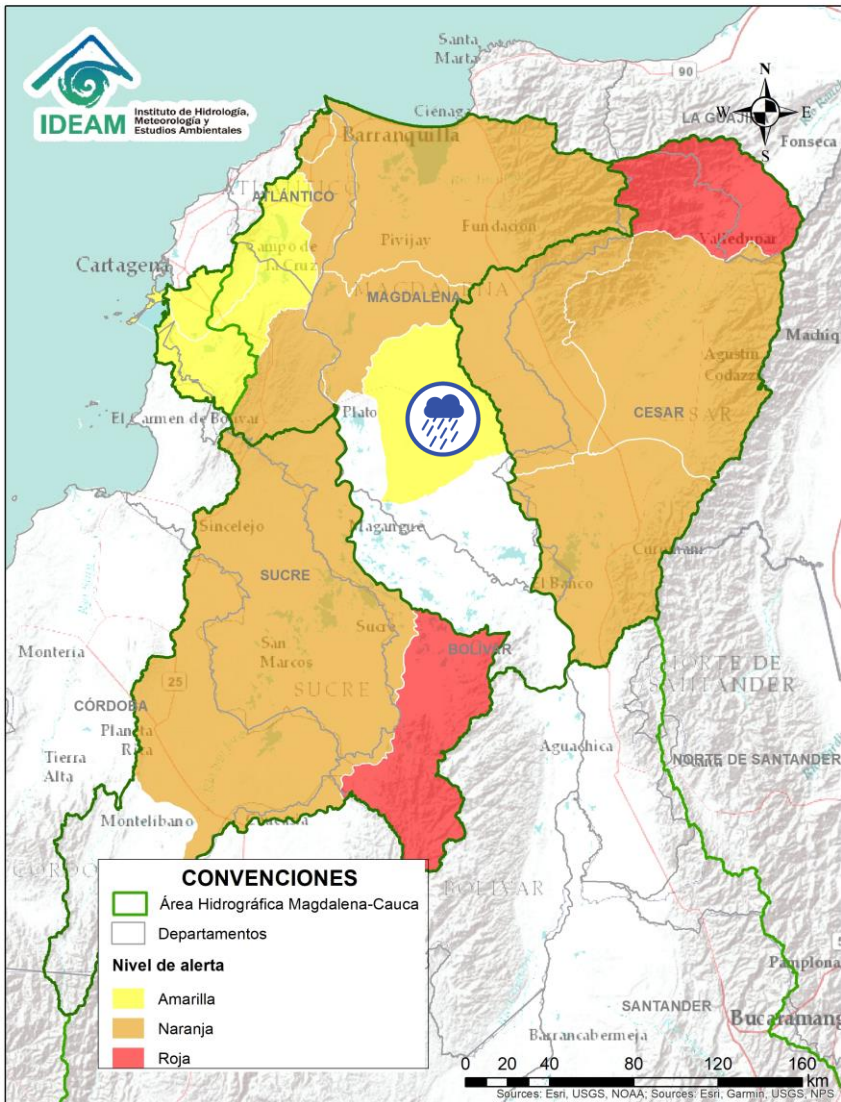 IDEAM
Instituto de Hidrología,
Meteorología y
Estudios Ambientales
Santa
Marta
90
N
W
E
S
LA GUAJIRA
Fonseca
Ciénaga
Barranquilla
ATLÁNTICO
Valledupar
Pivijay
Fundación
Cartagena
Campo de
la Cruz
MAGDALENA
MAGDALENA
Agustín
Codazzi
El Carmen de Bolívar
Plato
CESAR
CESAR
Magangué
Sincelejo
SUCRE
El Banco
Sucre
San
Marcos
BOLÍVAR
Montería
SUCRE
NORTE DE
SANTANDER
25
CÓRDOBA
Planeta
Rica
Tierra
Alta
Aguachica
NORTE DE SANTANDER
Montelibano
BOLÍVAR
CONVENCIONES
Área Hidrográfica Magdalena-Cauca
Departamentos
Nivel de alerta
Amarilla
Naranja
Roja
Pamplona
SANTANDER
Bucaramang
Barrancabermeja
0 20 40 80 120 160
km
Sources: Esri, USGS, NOAA; Sources: Esri, Garmin, USGS, NPS